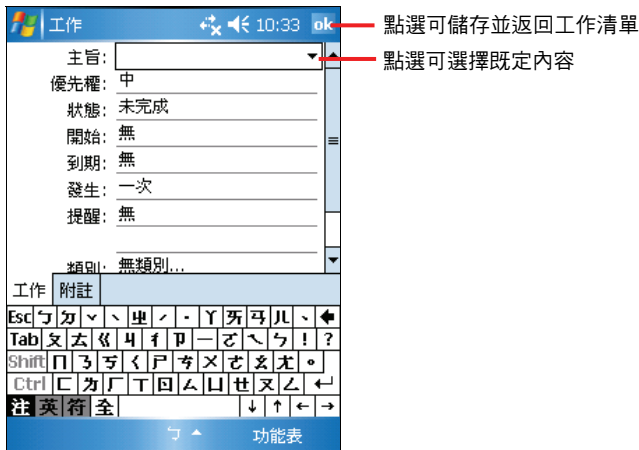 工作 10:33 ok
點選可儲存並返回工作清單
主旨:
點選可選擇既定內容
優先權: 中
狀態: 未完成
開始: 無
到期: 無
發生: 一次
提醒: 無
類別: 無類別...
工作 附註
Esc ㄅ ㄉ ˇ ˋ ㄓ ˊ ˙ ㄚ ㄞ ㄢ ㄦ 、
Tab ㄆ ㄊ ㄍ ㄐ ㄔ ㄗ ㄧ ㄛ ㄟ ㄣ ! ?
Shift ㄇ ㄋ ㄎ ㄑ ㄕ ㄘ ㄨ ㄜ ㄠ ㄤ 。
Ctrl ㄈ ㄌ ㄏ ㄒ ㄖ ㄙ ㄩ ㄝ ㄡ ㄥ ↵
注 英 符 全 ↓ ↑ ← →
ㄅ 功能表